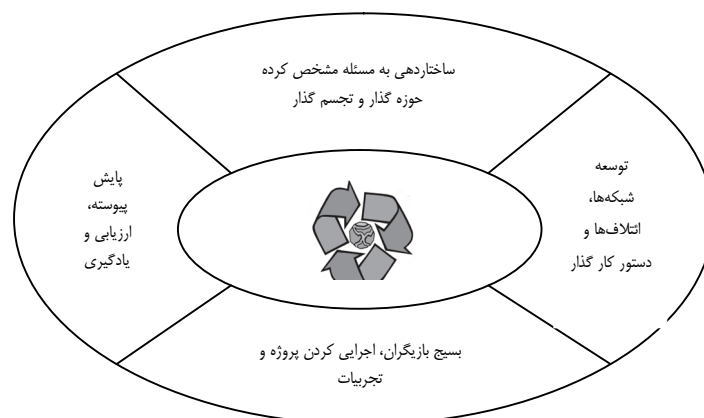 ساختاردهی به مسئله مشخص کرده
حوزه گذار و تجسم گذار
توسعه
شبکه‌ها،
ائتلاف‌ها و
دستور کار گذار
بسیج بازیگران، اجرایی کردن پروژه و
تجربیات
پایش
پیوسته،
ارزیابی و
یادگیری